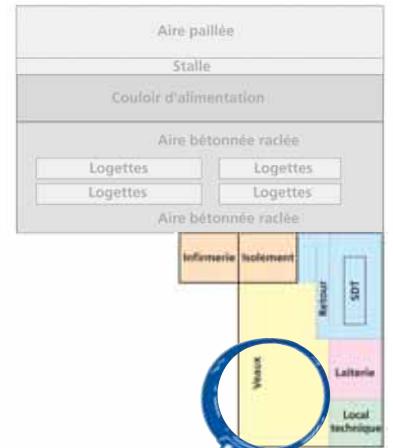 Aire paillée
Stalle
Couloir d'alimentation
Aire bétonnée raclée
Logettes Logettes
Logettes Logettes
Aire bétonnée raclée
Infirmerie Isolement
Retour
SDT
Veaux
Laiterie
Local
technique